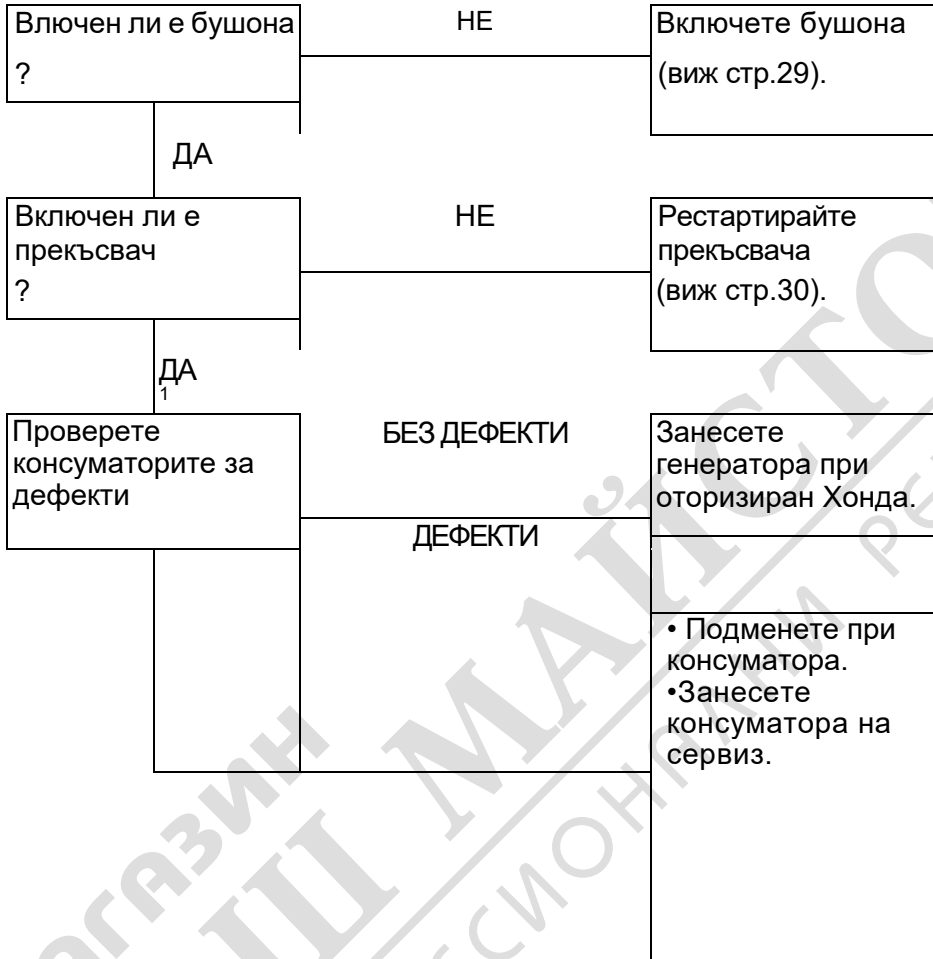 Влючен ли е бушона
?
НЕ
Включете бушона
(виж стр.29).
ДА
Включен ли е
прекъсвач
?
НЕ
Рестартирайте
прекъсвача
(виж стр.30).
ДА
1
Проверете
консуматорите за
дефекти
БЕЗ ДЕФЕКТИ
Занесете
генератора при
оторизиран Хонда.
ДЕФЕКТИ
• Подменете при
консуматора.
•Занесете
консуматора на
сервиз.